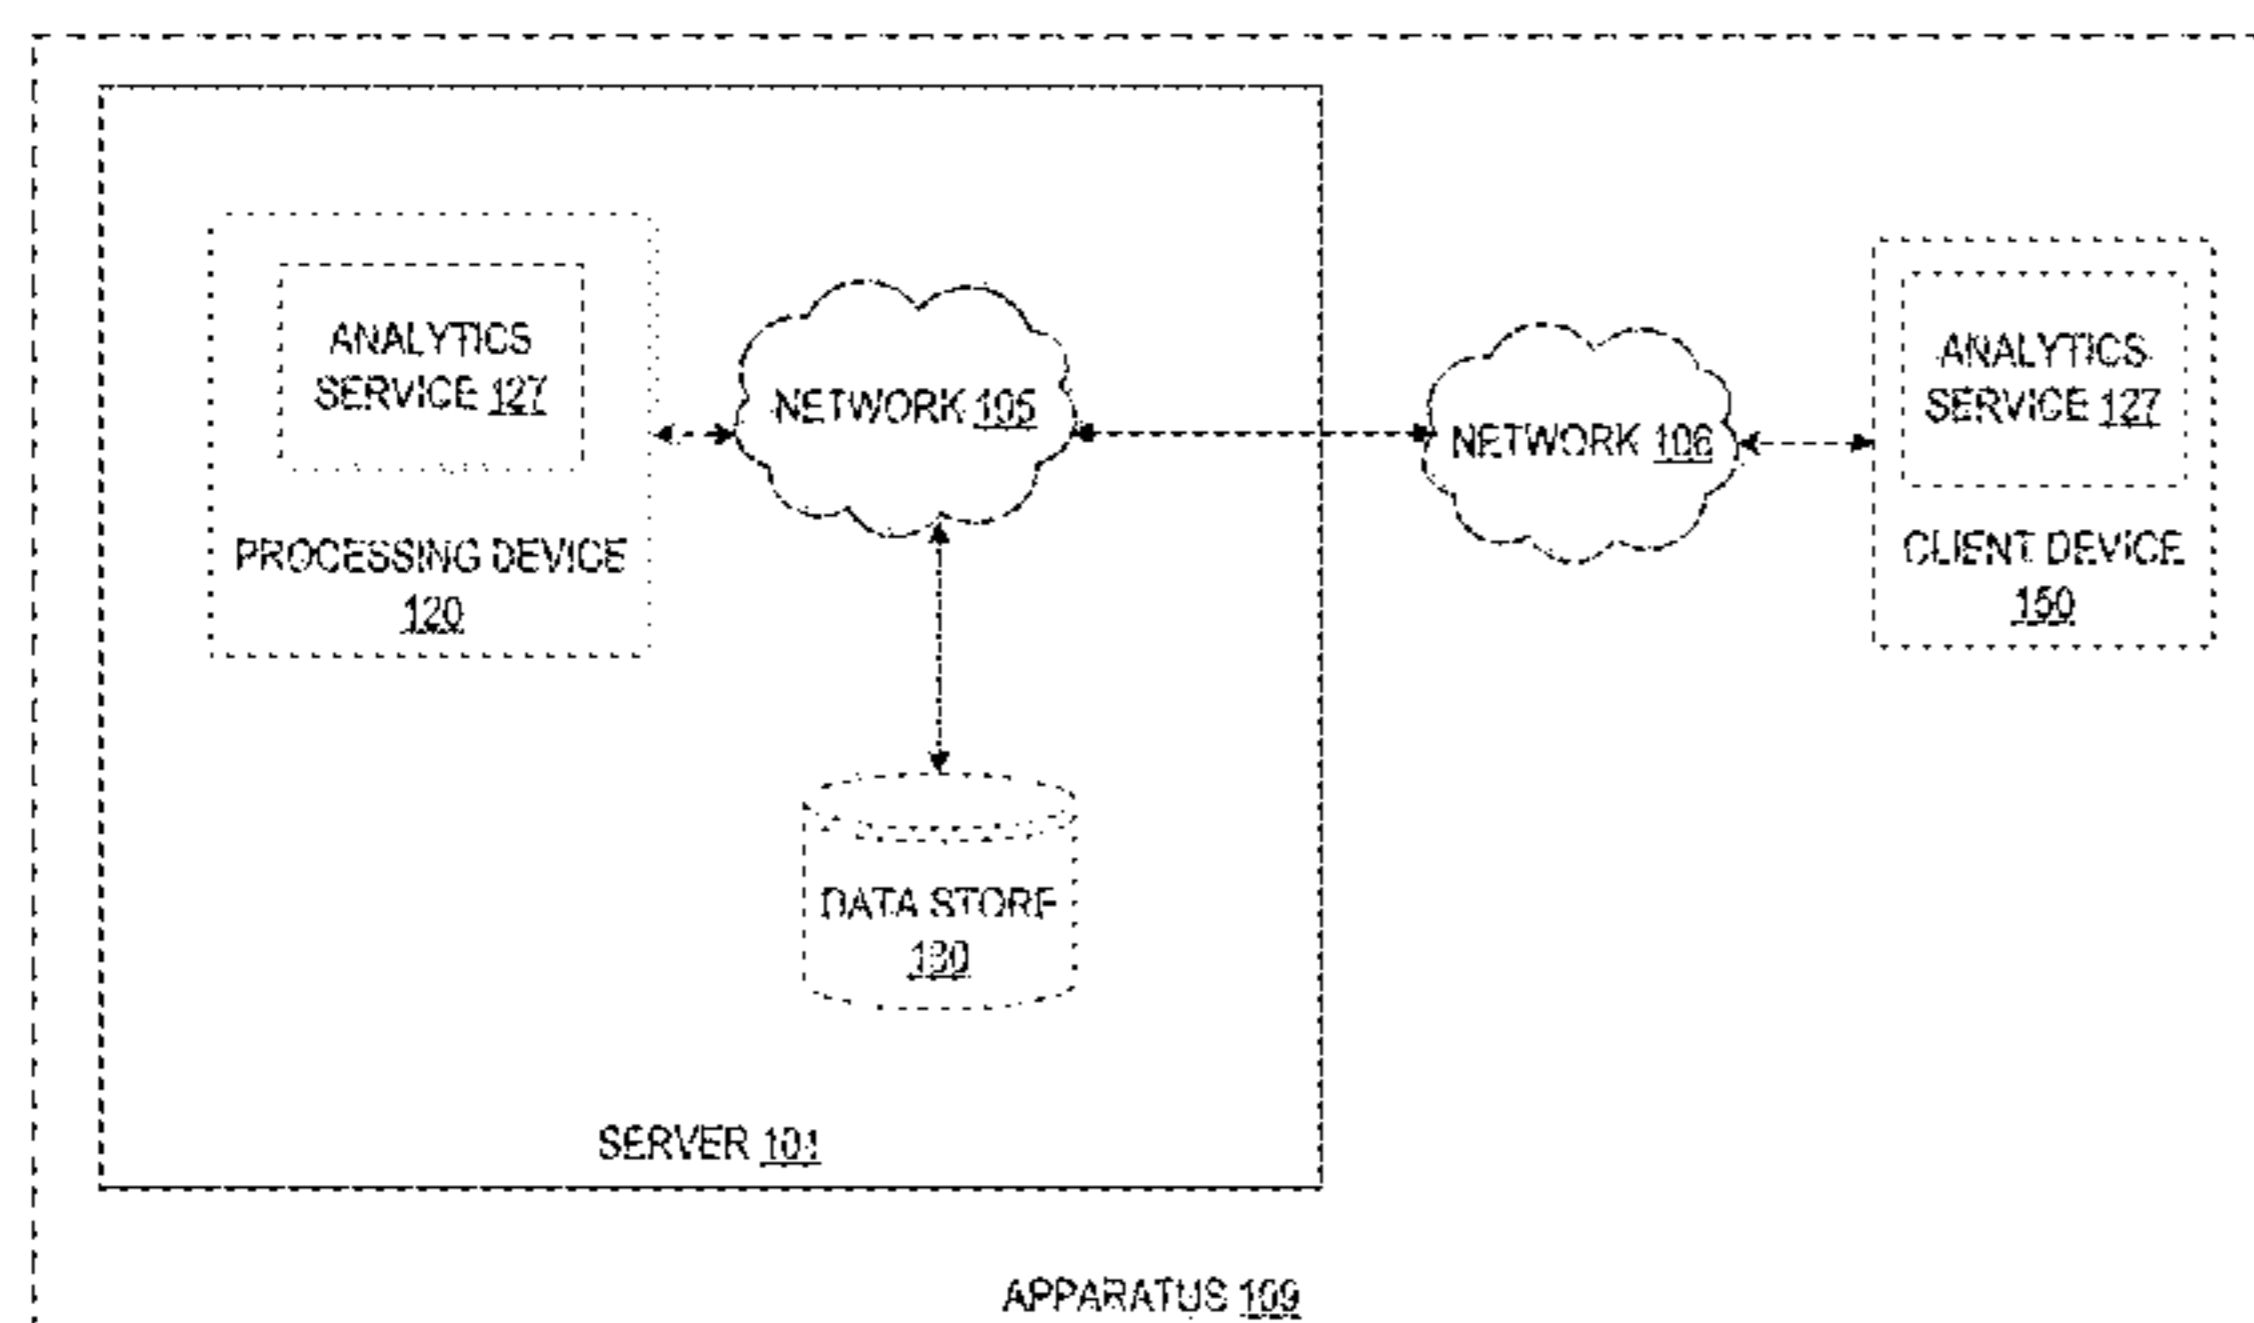 ANALYTICS
SERVICE 127
PROCESSING DEVICE
120
NETWORK 105
NETWORK 106
ANALYTICS
SERVICE 127
CLIENT DEVICE
150
DATA STORE
130
SERVER 104
APPARATUS 109